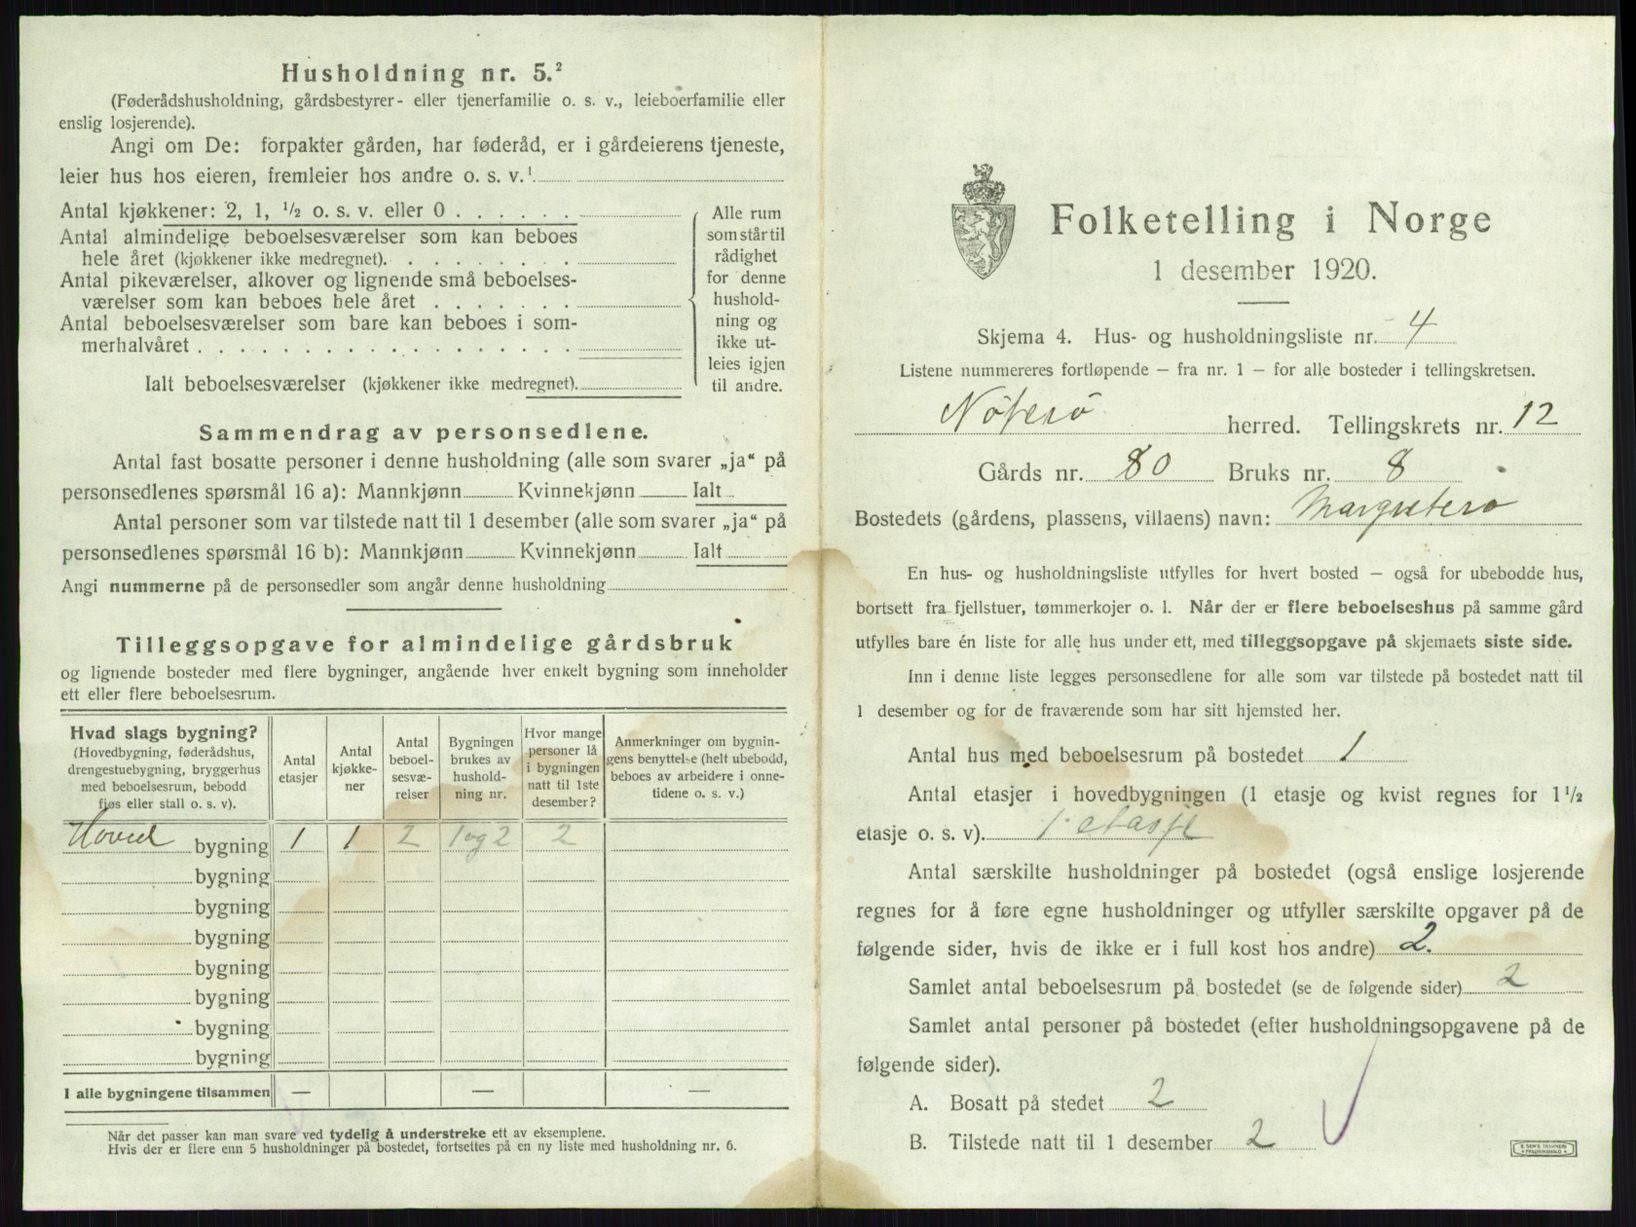 Husholdning nr. 5.²
(Føderådshusholdning, gårdsbestyrer- eller tjenerfamilie o. s. v., leieboerfamilie eller
enslig losjerende).
Angi om De: forpakter gården, har føderåd, er i gårdeierens tjeneste,
leier hus hos eieren, fremleier hos andre o. s. v.¹
Antal kjøkkener: 2, 1, ½ o. s. v. eller 0 . . . . . .
Antal almindelige beboelsesværelser som kan beboes
hele året (kjøkkener ikke medregnet). . . . . . . .
Antal pikeværelser, alkover og lignende små beboelses-
værelser som kan beboes hele året . . . . . . .
Antal beboelsesværelser som bare kan beboes i som-
merhalvåret . . . . . . . . . . . . . . . . .
Ialt beboelsesværelser (kjøkkener ikke medregnet).
Alle rum
som står til
rådighet
for denne
hushold-
ning og
ikke ut-
leies igjen
til andre.
Sammendrag av personsedlene.
Antal fast bosatte personer i denne husholdning (alle som svarer „ja“ på
personsedlenes spørsmål 16 a): Mannkjønn Kvinnekjønn Ialt
Antal personer som var tilstede natt til 1 desember (alle som svarer „ja“ på
personsedlenes spørsmål 16 b): Mannkjønn Kvinnekjønn Ialt
Angi nummerne på de personsedler som angår denne husholdning
Tilleggsopgave for almindelige gårdsbruk
og lignende bosteder med flere bygninger, angående hver enkelt bygning som inneholder
ett eller flere beboelsesrum.
Hvad slags bygning?
(Hovedbygning, føderådshus,
drengestuebygning, bryggerhus
med beboelsesrum, bebodd
fjøs eller stall o. s. v).
Antal
etasjer
Antal
kjøkke-
ner
Antal
beboel-
sesvæ-
relser
Bygningen
brukes av
hushold-
ning nr.
Hvor mange
personer lå
i bygningen
natt til 1ste
desember?
Anmerkninger om bygnin-
gens benyttelse (helt ubebodd,
beboes av arbeidere i onne-
tidene o. s. v.)
Hoved bygning 1 1 2 1 og 2 2
bygning
bygning
bygning
bygning
bygning
bygning
bygning
I alle bygningene tilsammen — — —
Når det passer kan man svare ved tydelig å understreke ett av eksemplene.
Hvis der er flere enn 5 husholdninger på bostedet, fortsettes på en ny liste med husholdning nr. 6.
Folketelling i Norge
1 desember 1920.
Skjema 4. Hus- og husholdningsliste nr. 4
Listene nummereres fortløpende — fra nr. 1 — for alle bosteder i tellingskretsen.
Nøterø herred. Tellingskrets nr. 12
Gårds nr. 80 Bruks nr. 8
Bostedets (gårdens, plassens, villaens) navn: Margretero
En hus- og husholdningsliste utfylles for hvert bosted — også for ubebodde hus,
bortsett fra fjellstuer, tømmerkojer o. l. Når der er flere beboelseshus på samme gård
utfylles bare én liste for alle hus under ett, med tilleggsopgave på skjemaets siste side.
Inn i denne liste legges personsedlene for alle som var tilstede på bostedet natt til
1 desember og for de fraværende som har sitt hjemsted her.
Antal hus med beboelsesrum på bostedet 1
Antal etasjer i hovedbygningen (1 etasje og kvist regnes for 1½
etasje o. s. v). 1 etasje
Antal særskilte husholdninger på bostedet (også enslige losjerende
regnes for å føre egne husholdninger og utfyller særskilte opgaver på de
følgende sider, hvis de ikke er i full kost hos andre) 2.
Samlet antal beboelsesrum på bostedet (se de følgende sider) 2
Samlet antal personer på bostedet (efter husholdningsopgavene på de
følgende sider).
A. Bosatt på stedet 2
B. Tilstede natt til 1 desember 2